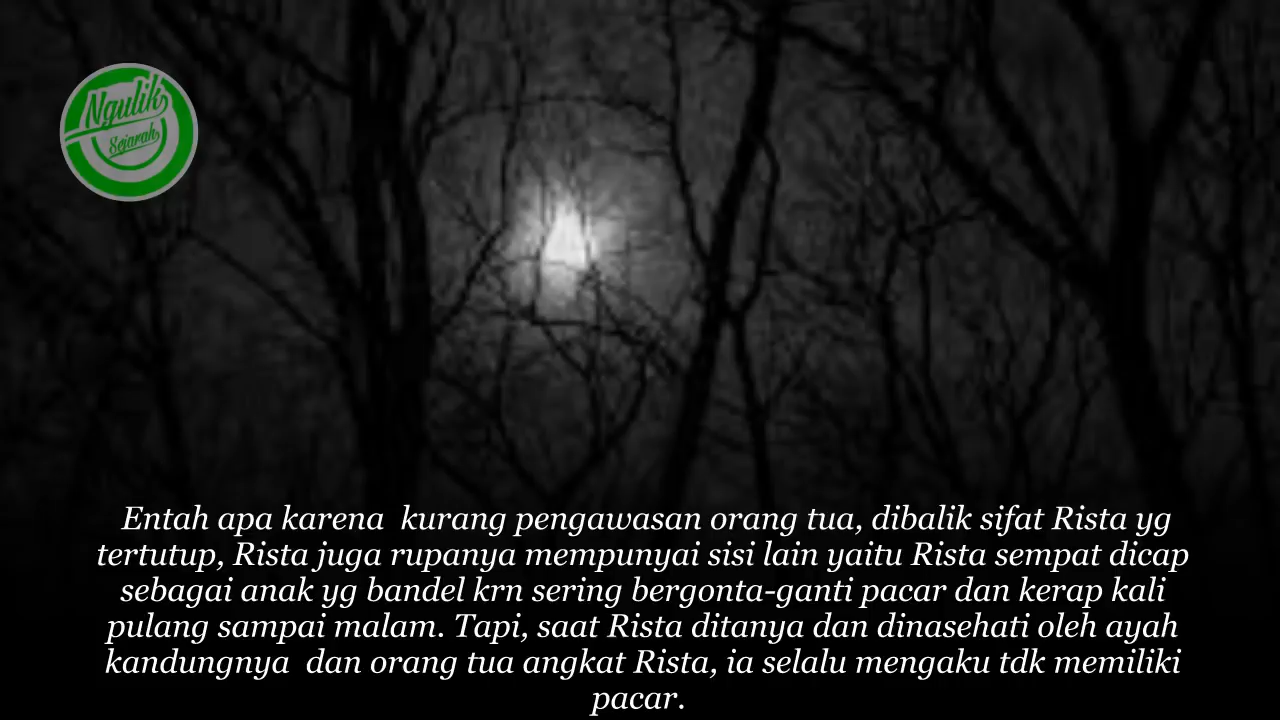 Ngulik
Sejarah
Entah apa karena  kurang pengawasan orang tua, dibalik sifat Rista yg
tertutup, Rista juga rupanya mempunyai sisi lain yaitu Rista sempat dicap
sebagai anak yg bandel krn sering bergonta-ganti pacar dan kerap kali
pulang sampai malam. Tapi, saat Rista ditanya dan dinasehati oleh ayah
kandungnya  dan orang tua angkat Rista, ia selalu mengaku tdk memiliki
pacar.